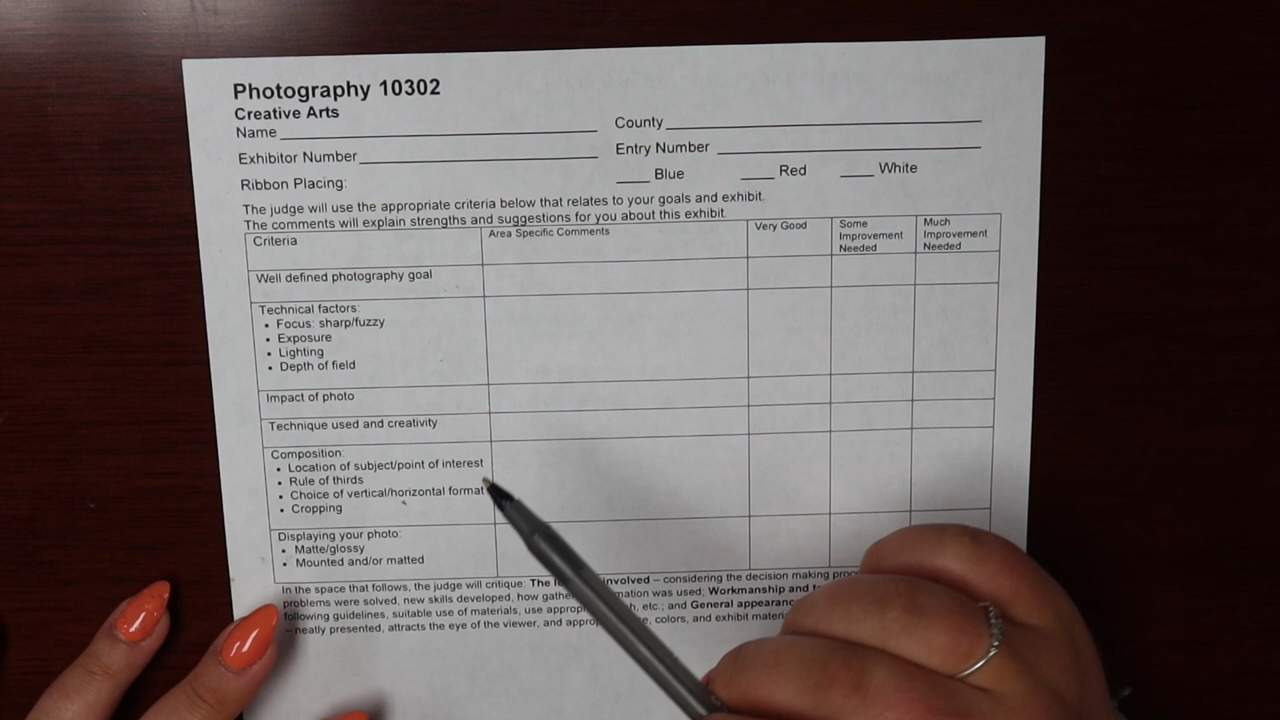 Photography 10302
Creative Arts
Name
County
Exhibitor Number
Entry Number
Ribbon Placing:
Blue
Red
White
The judge will use the appropriate criteria below that relates to your goals and exhibit.
The comments will explain strengths and suggestions for you about this exhibit.
Criteria
Area Specific Comments
Very Good
Some
Improvement
Needed
Much
Improvement
Needed
Well defined photography goal
Technical factors:
• Focus: sharp/fuzzy
• Exposure
• Lighting
• Depth of field
Impact of photo
Technique used and creativity
Composition:
• Location of subject/point of interest
• Rule of thirds
• Choice of vertical/horizontal format
• Cropping
Displaying your photo:
• Matte/glossy
• Mounted and/or matted
In the space that follows, the judge will critique: The involved – considering the decision making
problems were solved, new skills developed, how was used; Workmanship and
following guidelines, suitable use of materials, use etc.; and General
– neatly presented, attracts the eye of the viewer, and colors, and exhibit